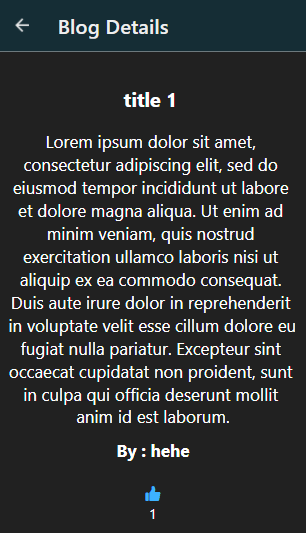 Blog Details
title 1
Lorem ipsum dolor sit amet,
consectetur adipiscing elit, sed do
eiusmod tempor incididunt ut labore
et dolore magna aliqua. Ut enim ad
minim veniam, quis nostrud
exercitation ullamco laboris nisi ut
aliquip ex ea commodo consequat.
Duis aute irure dolor in reprehenderit
in voluptate velit esse cillum dolore eu
fugiat nulla pariatur. Excepteur sint
occaecat cupidatat non proident, sunt
in culpa qui officia deserunt mollit
anim id est laborum.
By : hehe
1